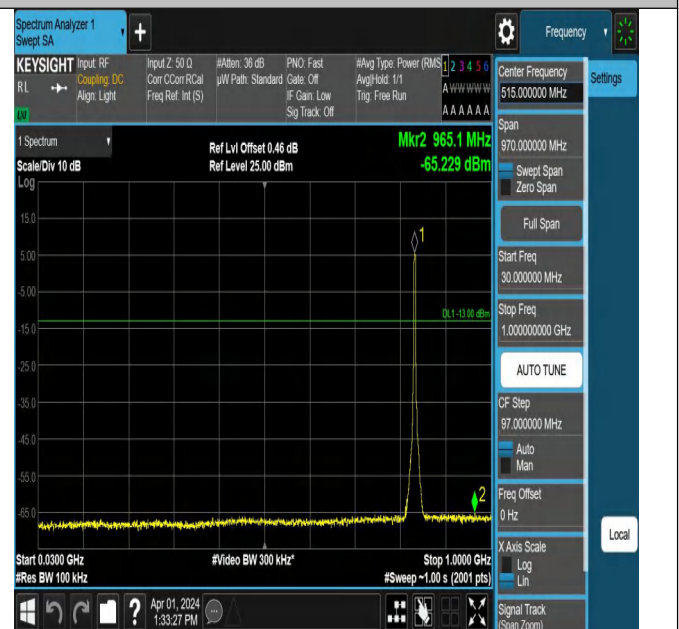 Spectrum Analyzer 1
Swept SA
Frequency
KEYSIGHT
RL
Input: RF
Coupling: DC
Align: Light
Input Z: 50 Ω
Corr CCorr RCal
Freq Ref: Int (S)
#Atten: 36 dB
µW Path: Standard
PNO: Fast
Gate: Off
IF Gain: Low
Sig Track: Off
#Avg Type: Power (RMS
Avg|Hold: 1/1
Trig: Free Run
1 2 3 4 5 6
A W W W W W
A A A A A A
1 Spectrum
Scale/Div 10 dB
Log
Ref Lvl Offset 0.46 dB
Ref Level 25.00 dBm
Mkr2 965.1 MHz
-65.229 dBm
15.0
5.00
-5.00
-15.0
-25.0
-35.0
-45.0
-55.0
-65.0
1
DL1 -13.00 dBm
2
Start 0.0300 GHz
#Res BW 100 kHz
#Video BW 300 kHz*
Stop 1.0000 GHz
#Sweep ~1.00 s (2001 pts)
Center Frequency
515.000000 MHz
Span
970.000000 MHz
Swept Span
Zero Span
Full Span
Start Freq
30.000000 MHz
Stop Freq
1.000000000 GHz
AUTO TUNE
CF Step
97.000000 MHz
Auto
Man
Freq Offset
0 Hz
X Axis Scale
Log
Lin
Signal Track
(Span Zoom)
Settings
Local
?
Apr 01, 2024
1:33:27 PM